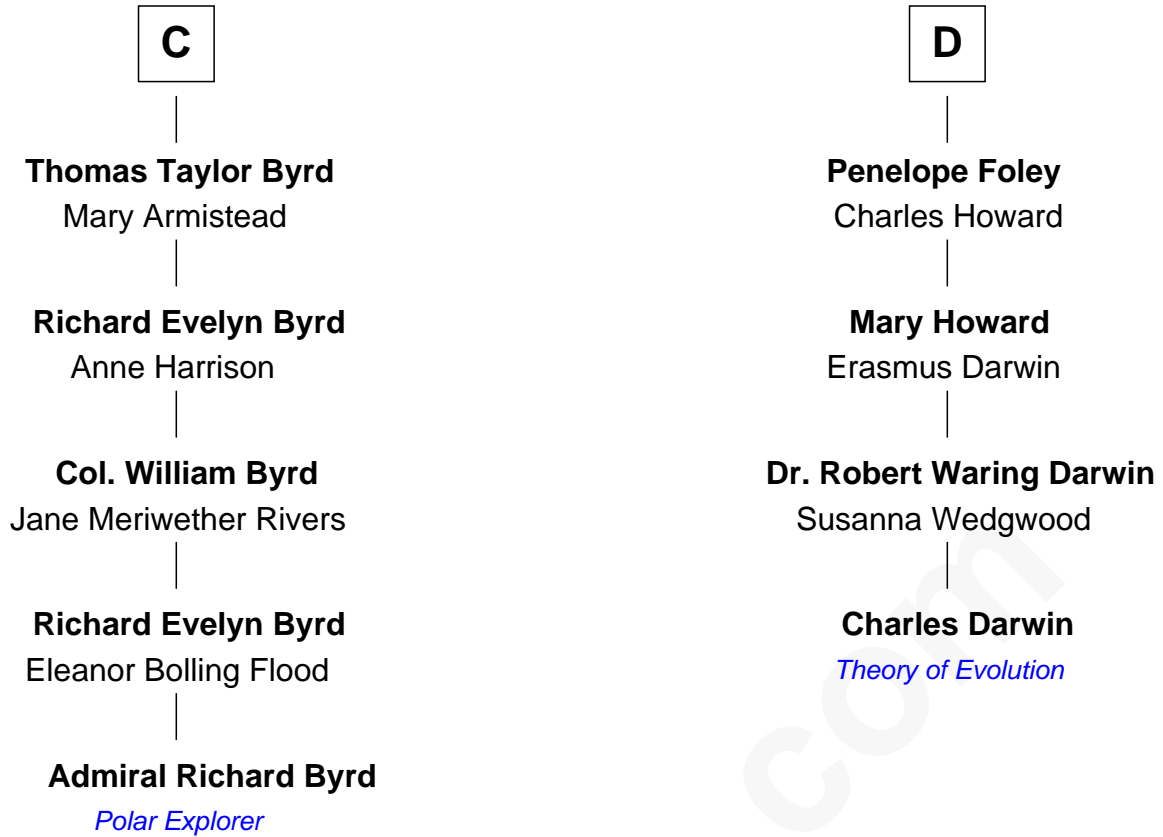 C
Thomas Taylor Byrd
Mary Armistead
Richard Evelyn Byrd
Anne Harrison
Col. William Byrd
Jane Meriwether Rivers
Richard Evelyn Byrd
Eleanor Bolling Flood
Admiral Richard Byrd
Polar Explorer
D
Penelope Foley
Charles Howard
Mary Howard
Erasmus Darwin
Dr. Robert Waring Darwin
Susanna Wedgwood
Charles Darwin
Theory of Evolution
com